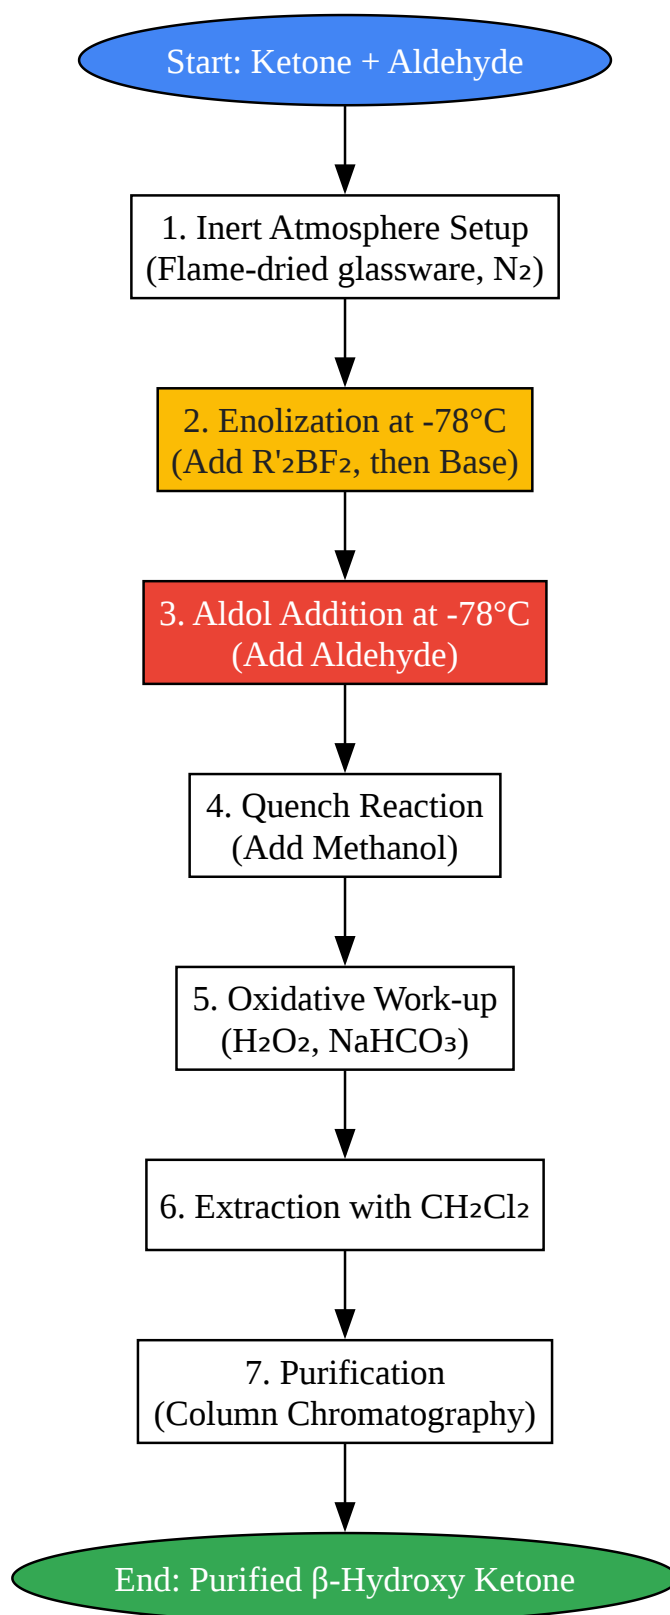 Start: Ketone + Aldehyde
1. Inert Atmosphere Setup
(Flame-dried glassware, N₂)
2. Enolization at -78°C
(Add R'₂BF₂, then Base)
3. Aldol Addition at -78°C
(Add Aldehyde)
4. Quench Reaction
(Add Methanol)
5. Oxidative Work-up
(H₂O₂, NaHCO₃)
6. Extraction with CH₂Cl₂
7. Purification
(Column Chromatography)
End: Purified β-Hydroxy Ketone